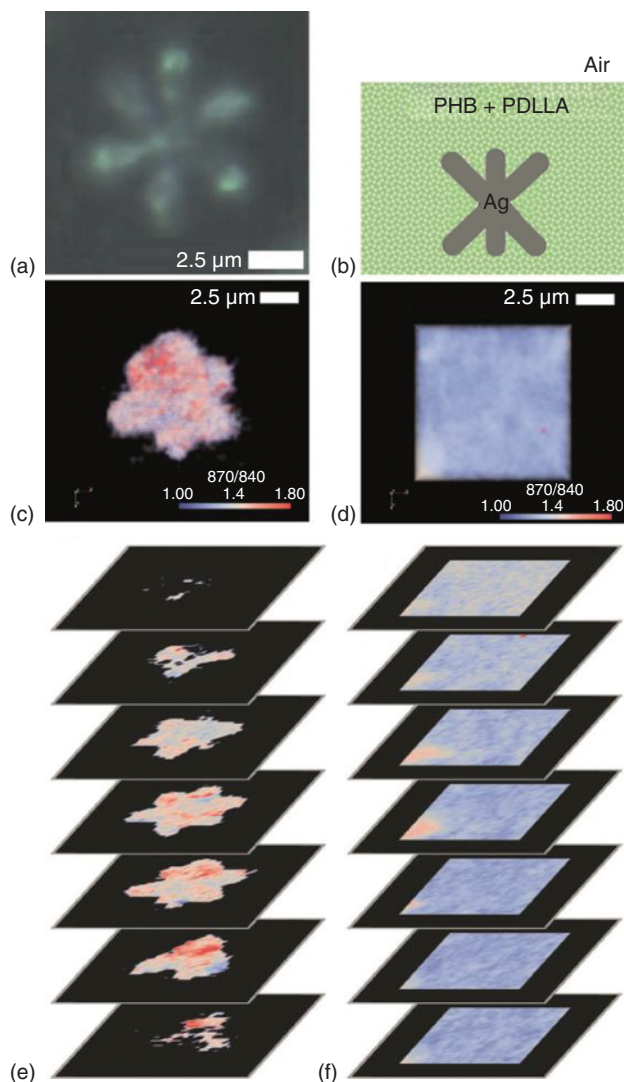 Air
PHB + PDLLA
Ag
2.5 μm
(a)
(b)
2.5 μm
2.5 μm
870/840
1.00 1.4 1.80
(c)
870/840
1.00 1.4 1.80
(d)
(e)
(f)